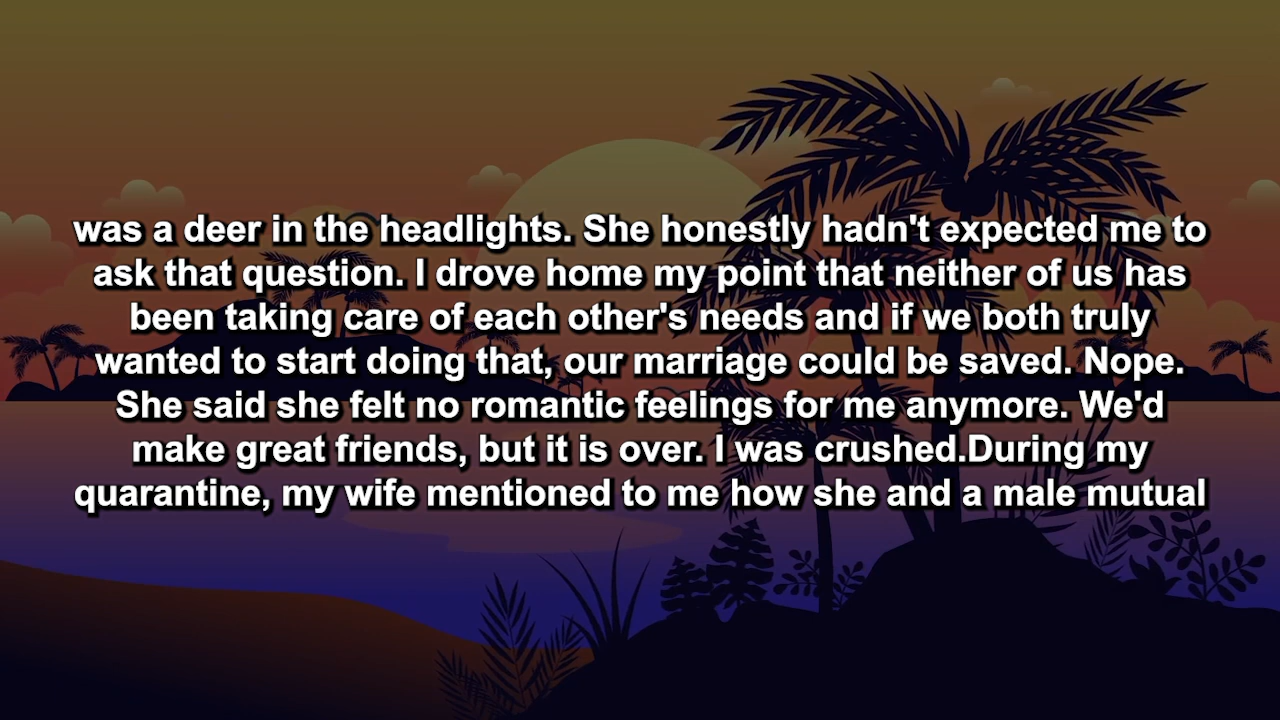 was a deer in the headlights. She honestly hadn't expected me to
ask that question. I drove home my point that neither of us has
been taking care of each other's needs and if we both truly
wanted to start doing that, our marriage could be saved. Nope.
She said she felt no romantic feelings for me anymore. We'd
make great friends, but it is over. I was crushed.During my
quarantine, my wife mentioned to me how she and a male mutual